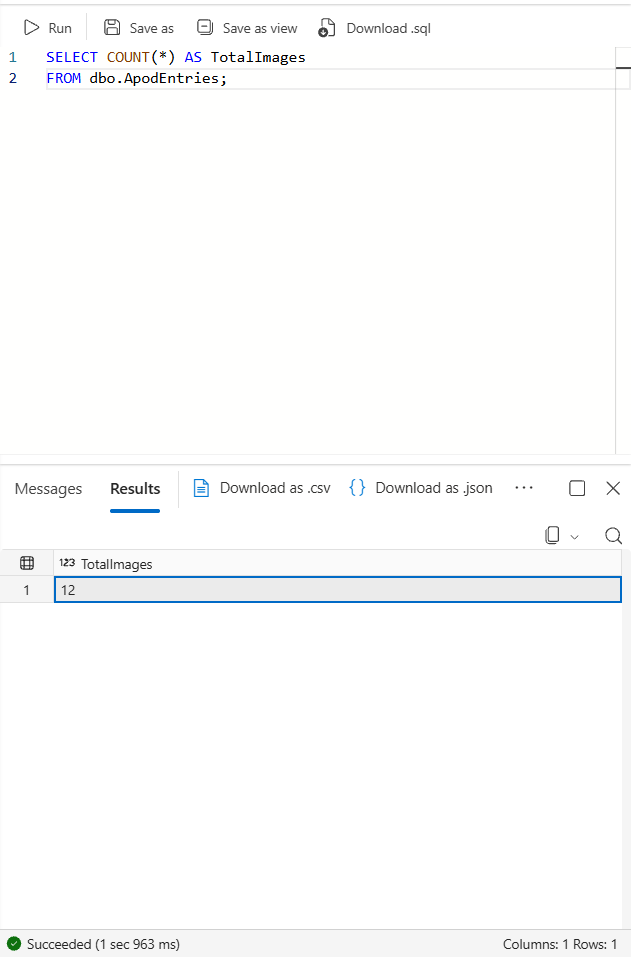 Run Save as Save as view Download .sql
1 SELECT COUNT(*) AS TotalImages
2 FROM dbo.ApodEntries;
Messages Results Download as .csv {} Download as .json ...
123 TotalImages
1 12
Succeeded (1 sec 963 ms) Columns: 1 Rows: 1